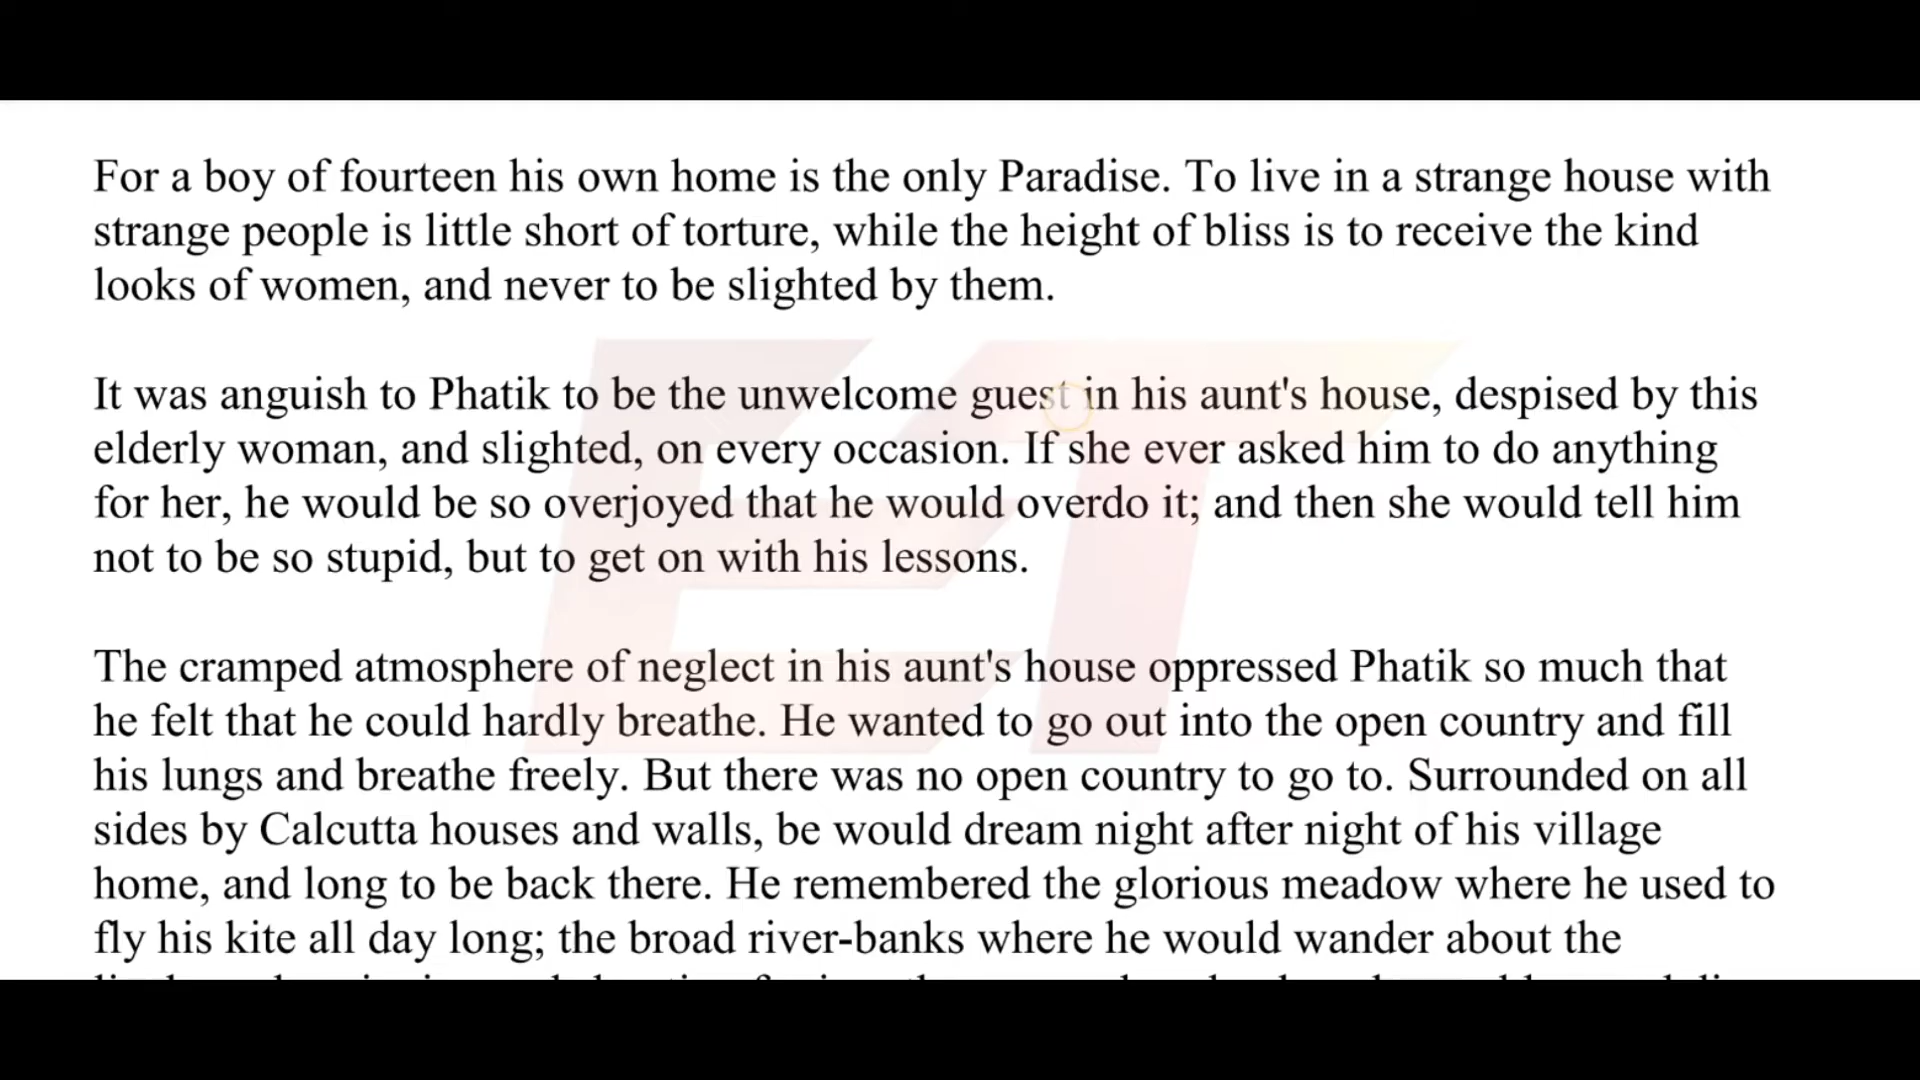 For a boy of fourteen his own home is the only Paradise. To live in a strange house with
strange people is little short of torture, while the height of bliss is to receive the kind
looks of women, and never to be slighted by them.
It was anguish to Phatik to be the unwelcome guest in his aunt's house, despised by this
elderly woman, and slighted, on every occasion. If she ever asked him to do anything
for her, he would be so overjoyed that he would overdo it; and then she would tell him
not to be so stupid, but to get on with his lessons.
The cramped atmosphere of neglect in his aunt's house oppressed Phatik so much that
he felt that he could hardly breathe. He wanted to go out into the open country and fill
his lungs and breathe freely. But there was no open country to go to. Surrounded on all
sides by Calcutta houses and walls, be would dream night after night of his village
home, and long to be back there. He remembered the glorious meadow where he used to
fly his kite all day long; the broad river-banks where he would wander about the